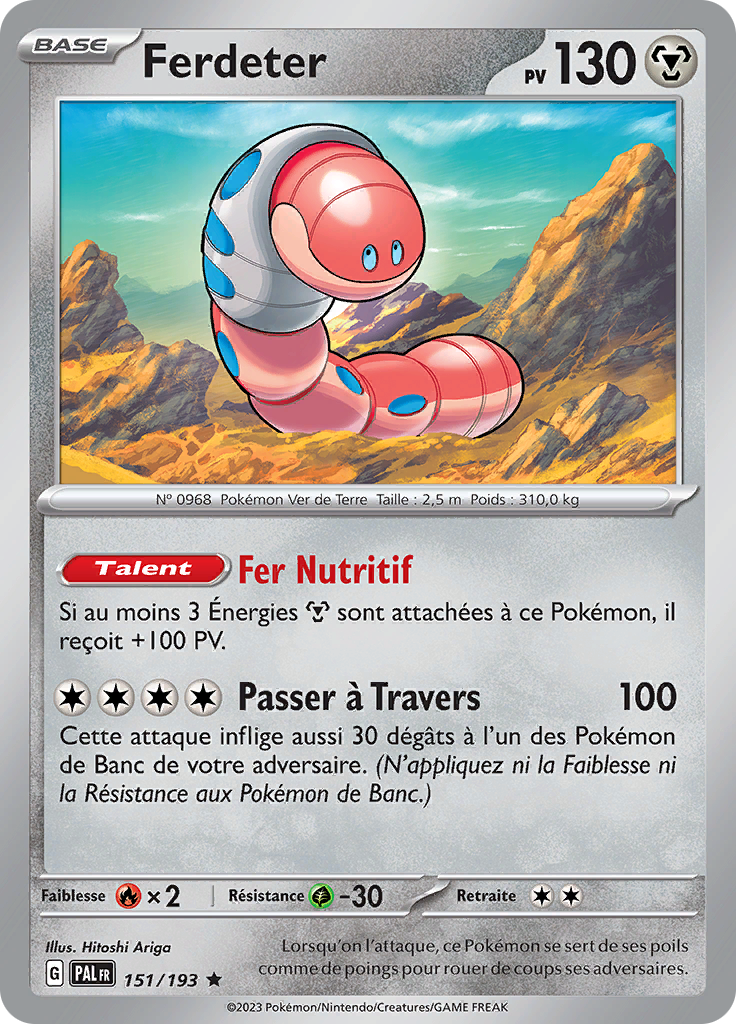 BASE
Ferdeter
PV 130
N° 0968 Pokémon Ver de Terre Taille : 2,5 m Poids : 310,0 kg
Talent Fer Nutritif
Si au moins 3 Énergies sont attachées à ce Pokémon, il
reçoit +100 PV.
Passer à Travers 100
Cette attaque inflige aussi 30 dégâts à l'un des Pokémon
de Banc de votre adversaire. (N'appliquez ni la Faiblesse ni
la Résistance aux Pokémon de Banc.)
Faiblesse ×2 Résistance -30 Retraite
Illus. Hitoshi Ariga
Lorsqu'on l'attaque, ce Pokémon se sert de ses poils
comme de poings pour rouer de coups ses adversaires.
G PAL FR 151/193 ★
©2023 Pokémon/Nintendo/Creatures/GAME FREAK